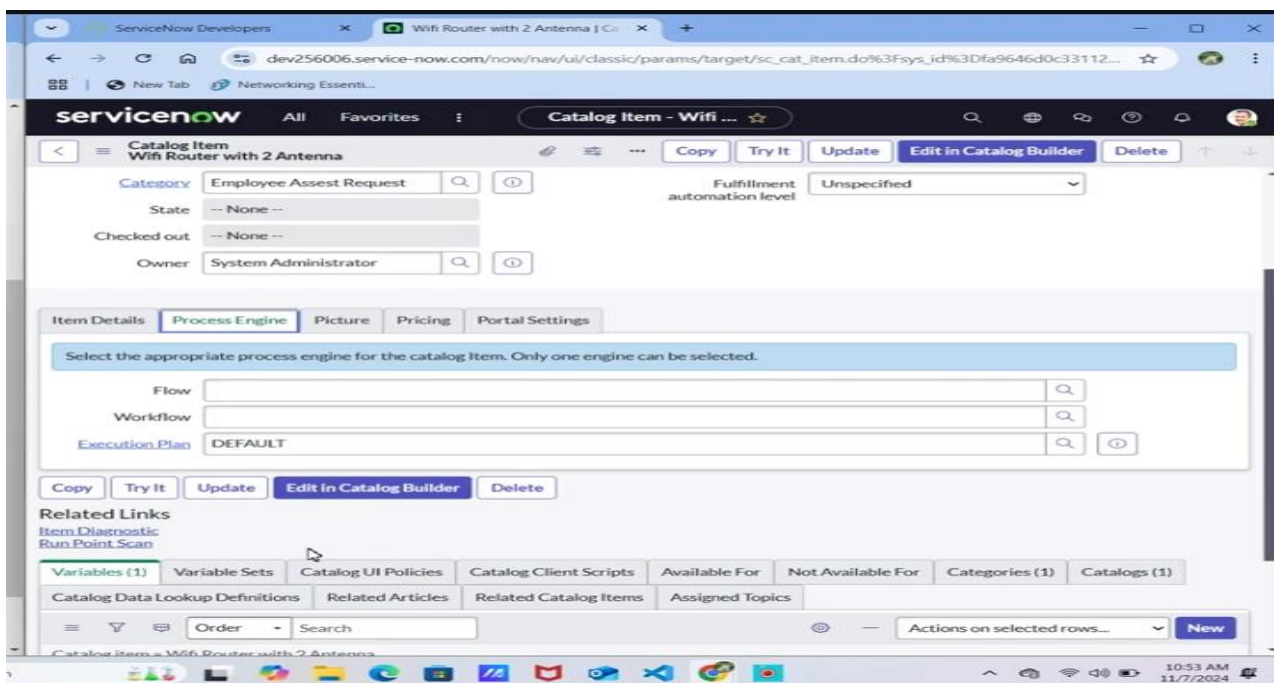 ServiceNow Developers
Wifi Router with 2 Antenna | Ca
dev256006.service-now.com/now/nav/ui/classic/params/target/sc_cat_item.do%3Fsys_id%3Dfa9646d0c33112...
New Tab Networking Essenti...
servicenow All Favorites Catalog Item - Wifi ...
Catalog Item
Wifi Router with 2 Antenna
Copy Try It Update Edit in Catalog Builder Delete
Category Employee Assest Request
Fulfillment automation level Unspecified
State -- None --
Checked out -- None --
Owner System Administrator
Item Details Process Engine Picture Pricing Portal Settings
Select the appropriate process engine for the catalog Item. Only one engine can be selected.
Flow
Workflow
Execution Plan DEFAULT
Copy Try It Update Edit in Catalog Builder Delete
Related Links
Item Diagnostic
Run Point Scan
Variables (1) Variable Sets Catalog UI Policies Catalog Client Scripts Available For Not Available For Categories (1) Catalogs (1)
Catalog Data Lookup Definitions Related Articles Related Catalog Items Assigned Topics
Order Search Actions on selected rows... New
Catalog item = Wifi Router with 2 Antenna
10:53 AM
11/7/2024